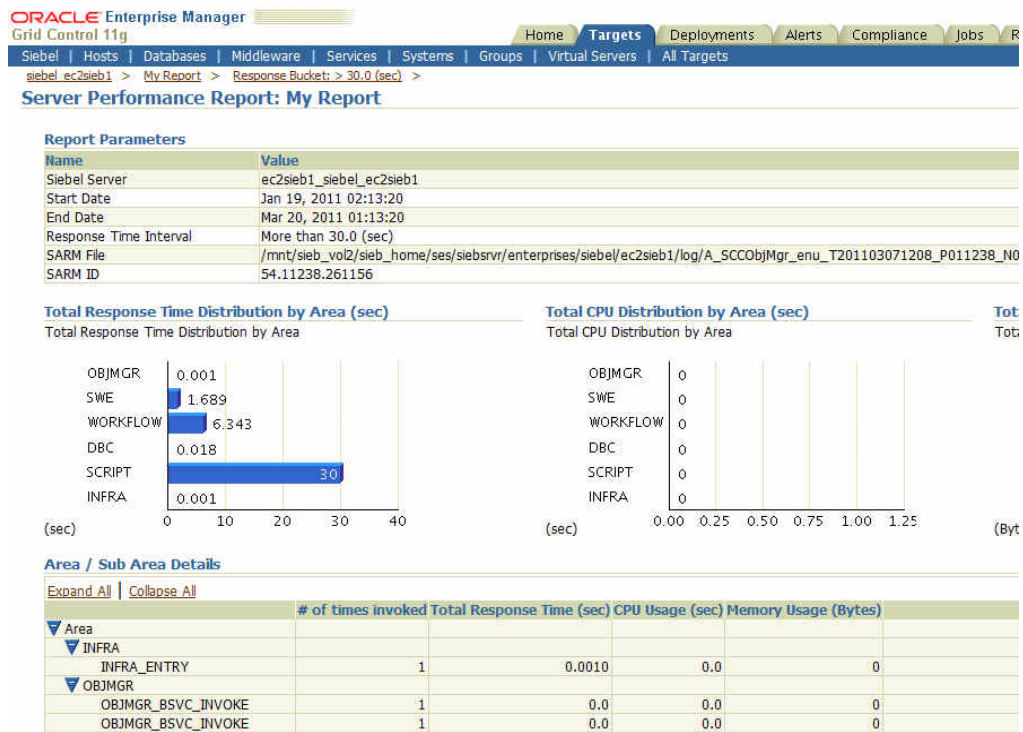 ORACLE Enterprise Manager
Grid Control 11g
Home Targets Deployments Alerts Compliance Jobs R
Siebel | Hosts | Databases | Middleware | Services | Systems | Groups | Virtual Servers | All Targets
siebel_ec2sieb1 > My Report > Response Bucket: > 30.0 (sec) >
Server Performance Report: My Report
Report Parameters
Name Value
Siebel Server ec2sieb1_siebel_ec2sieb1
Start Date Jan 19, 2011 02:13:20
End Date Mar 20, 2011 01:13:20
Response Time Interval More than 30.0 (sec)
SARM File /mnt/sieb_vol2/sieb_home/ses/siebsrvr/enterprises/siebel/ec2sieb1/log/A_SCCObjMgr_enu_T201103071208_P011238_N0
SARM ID 54.11238.261156
Total Response Time Distribution by Area (sec) Total CPU Distribution by Area (sec) Tot
Total Response Time Distribution by Area Total CPU Distribution by Area Tota
OBJMGR 0.001 OBJMGR 0
SWE 1.689 SWE 0
WORKFLOW 6.343 WORKFLOW 0
DBC 0.018 DBC 0
SCRIPT 30 SCRIPT 0
INFRA 0.001 INFRA 0
(sec) 0 10 20 30 40 (sec) 0.00 0.25 0.50 0.75 1.00 1.25 (Byt
Area / Sub Area Details
Expand All | Collapse All
# of times invoked Total Response Time (sec) CPU Usage (sec) Memory Usage (Bytes)
Area
INFRA
INFRA_ENTRY 1 0.0010 0.0 0
OBJMGR
OBJMGR_BSVC_INVOKE 1 0.0 0.0 0
OBJMGR_BSVC_INVOKE 1 0.0 0.0 0